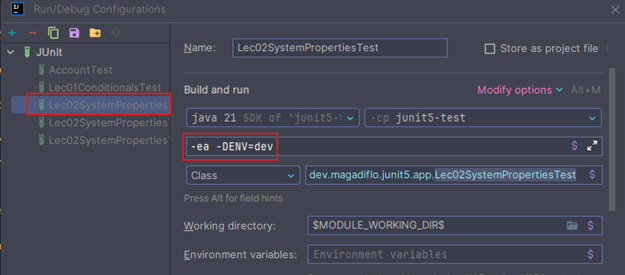 Run/Debug Configurations
JUnit
AccountTest
Lec01ConditionalsTest
Lec02SystemProperties
Lec02SystemProperties
Lec02SystemProperties
Name: Lec02SystemPropertiesTest
Store as project file
Build and run
Modify options Alt+M
java 21 SDK of 'junit5-t
-cp junit5-test
-ea -DENV=dev
Class
dev.magadiflo.junit5.app.Lec02SystemPropertiesTest
Press Alt for field hints
Working directory: $MODULE_WORKING_DIR$
Environment variables: Environment variables